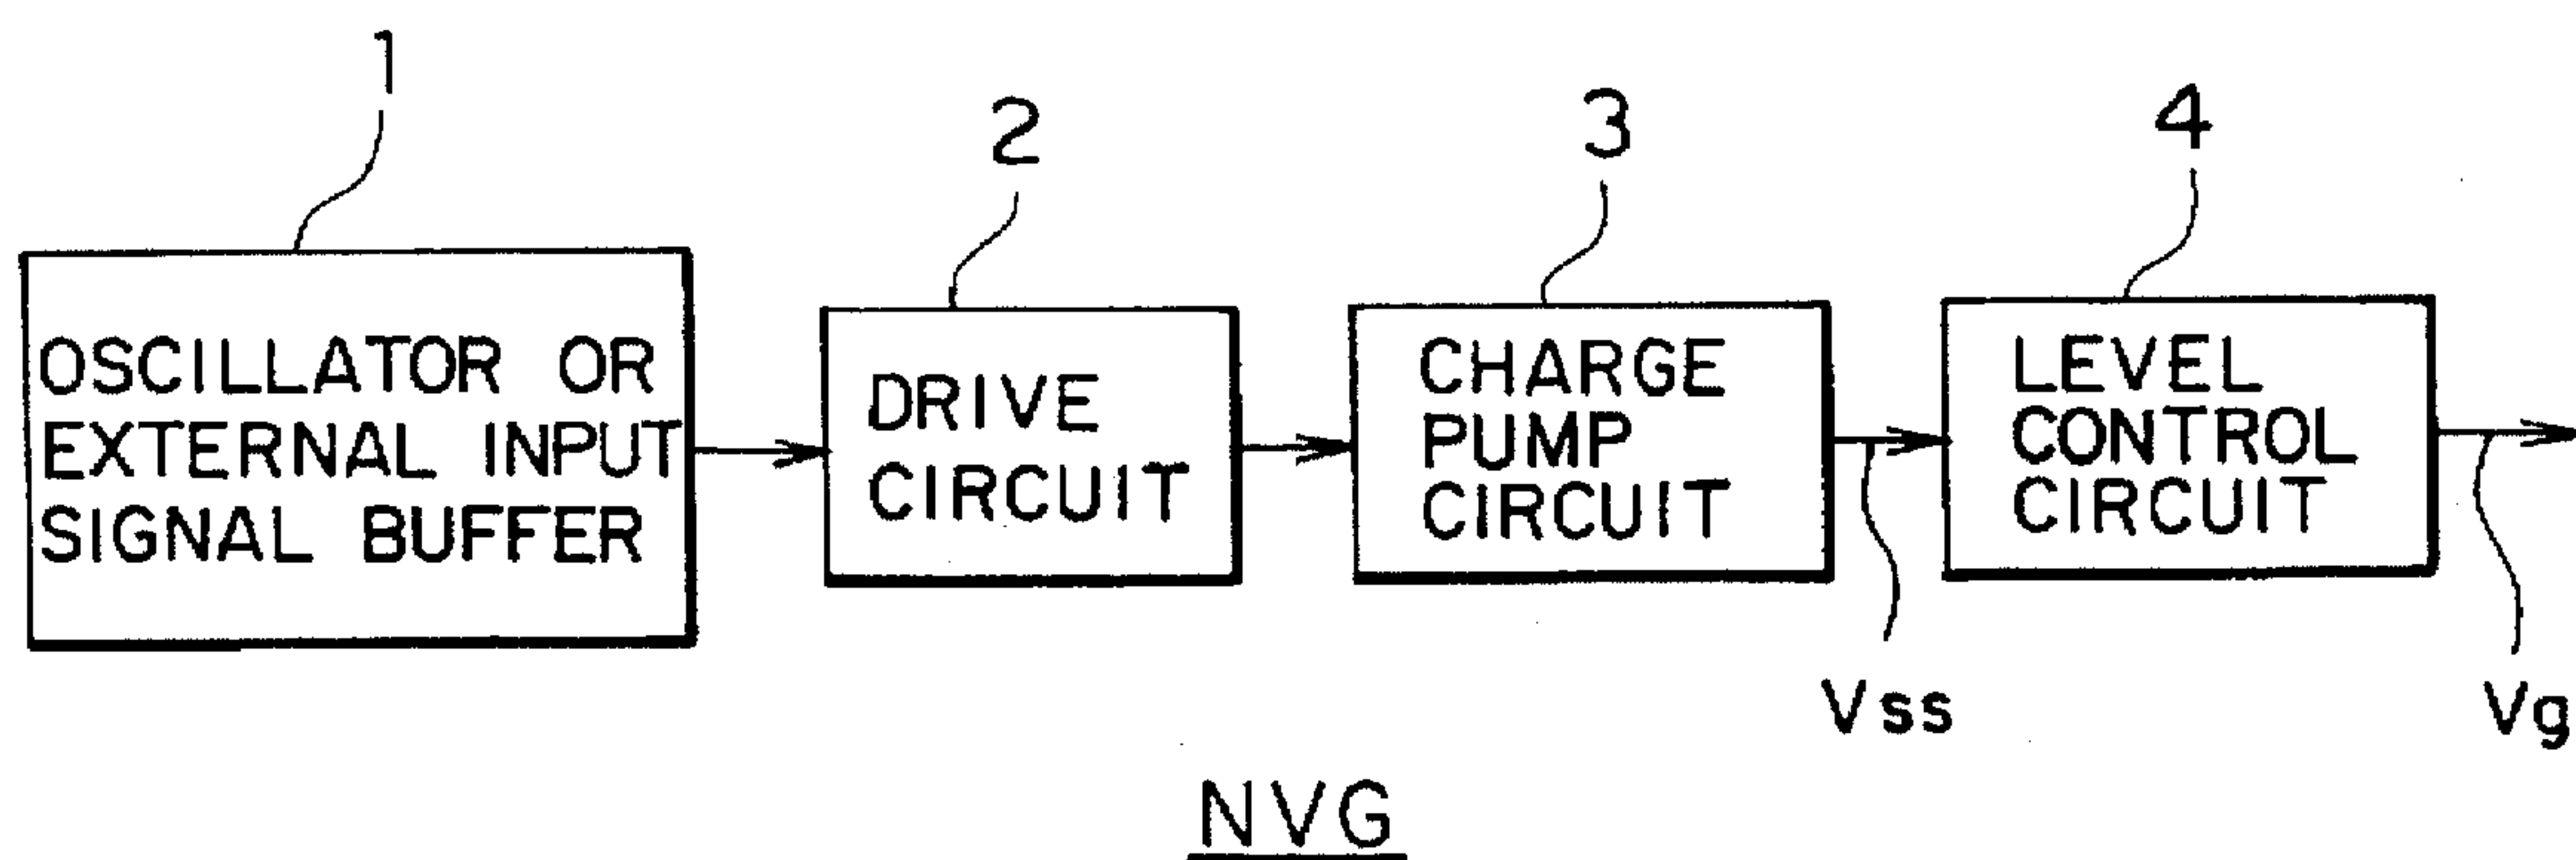 1
2
3
4
OSCILLATOR OR
EXTERNAL INPUT
SIGNAL BUFFER
DRIVE
CIRCUIT
CHARGE
PUMP
CIRCUIT
LEVEL
CONTROL
CIRCUIT
Vss
Vg
NVG